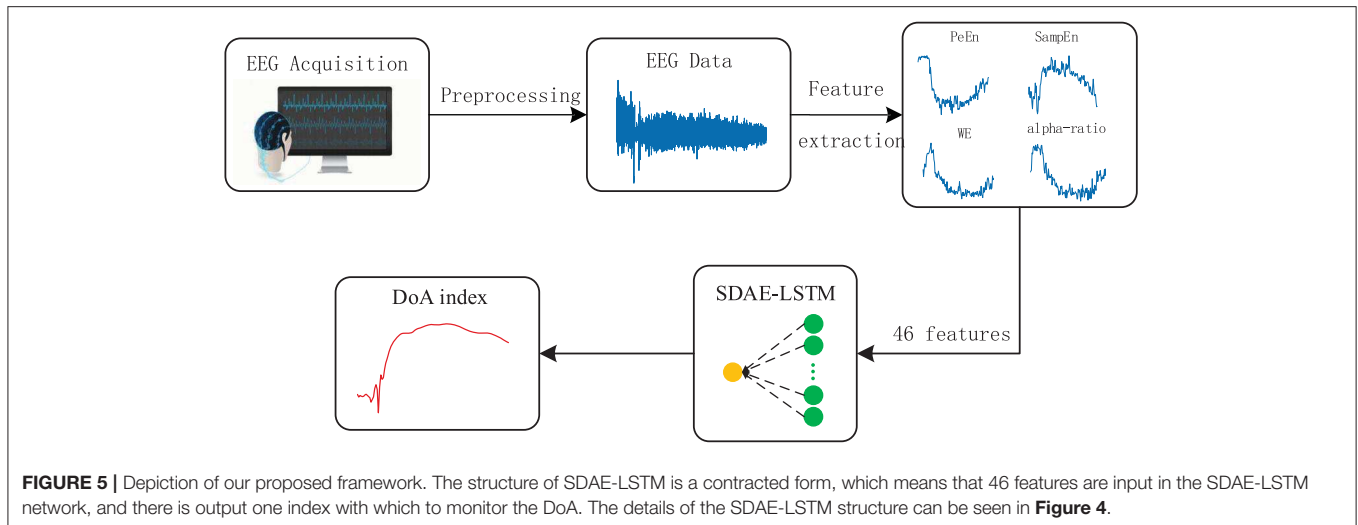 EEG Acquisition
Preprocessing
EEG Data
Feature
extraction
PeEn
SampEn
WE
alpha-ratio
46 features
SDAE-LSTM
DoA index
FIGURE 5 | Depiction of our proposed framework. The structure of SDAE-LSTM is a contracted form, which means that 46 features are input in the SDAE-LSTM
network, and there is output one index with which to monitor the DoA. The details of the SDAE-LSTM structure can be seen in Figure 4.